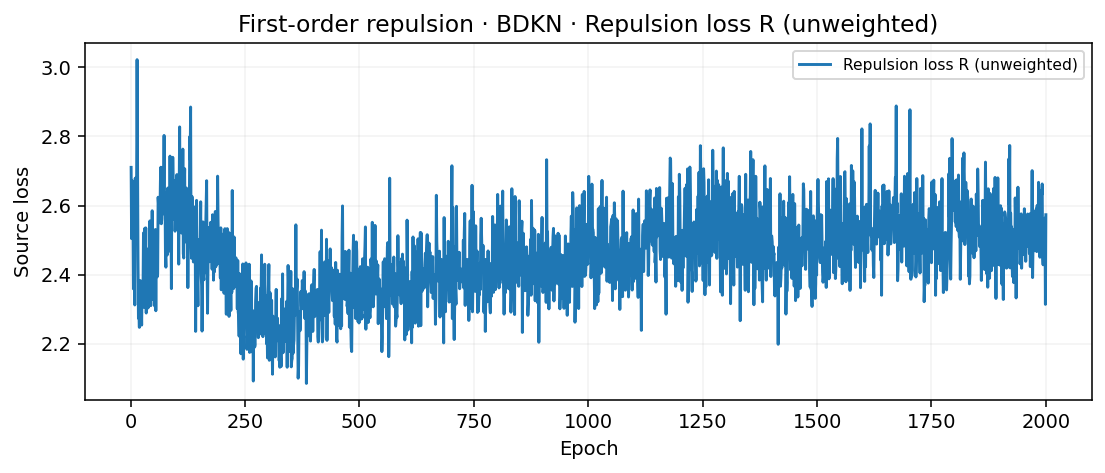 First-order repulsion · BDKN · Repulsion loss R (unweighted)
Repulsion loss R (unweighted)
Source loss
3.0
2.8
2.6
2.4
2.2
0 250 500 750 1000 1250 1500 1750 2000
Epoch